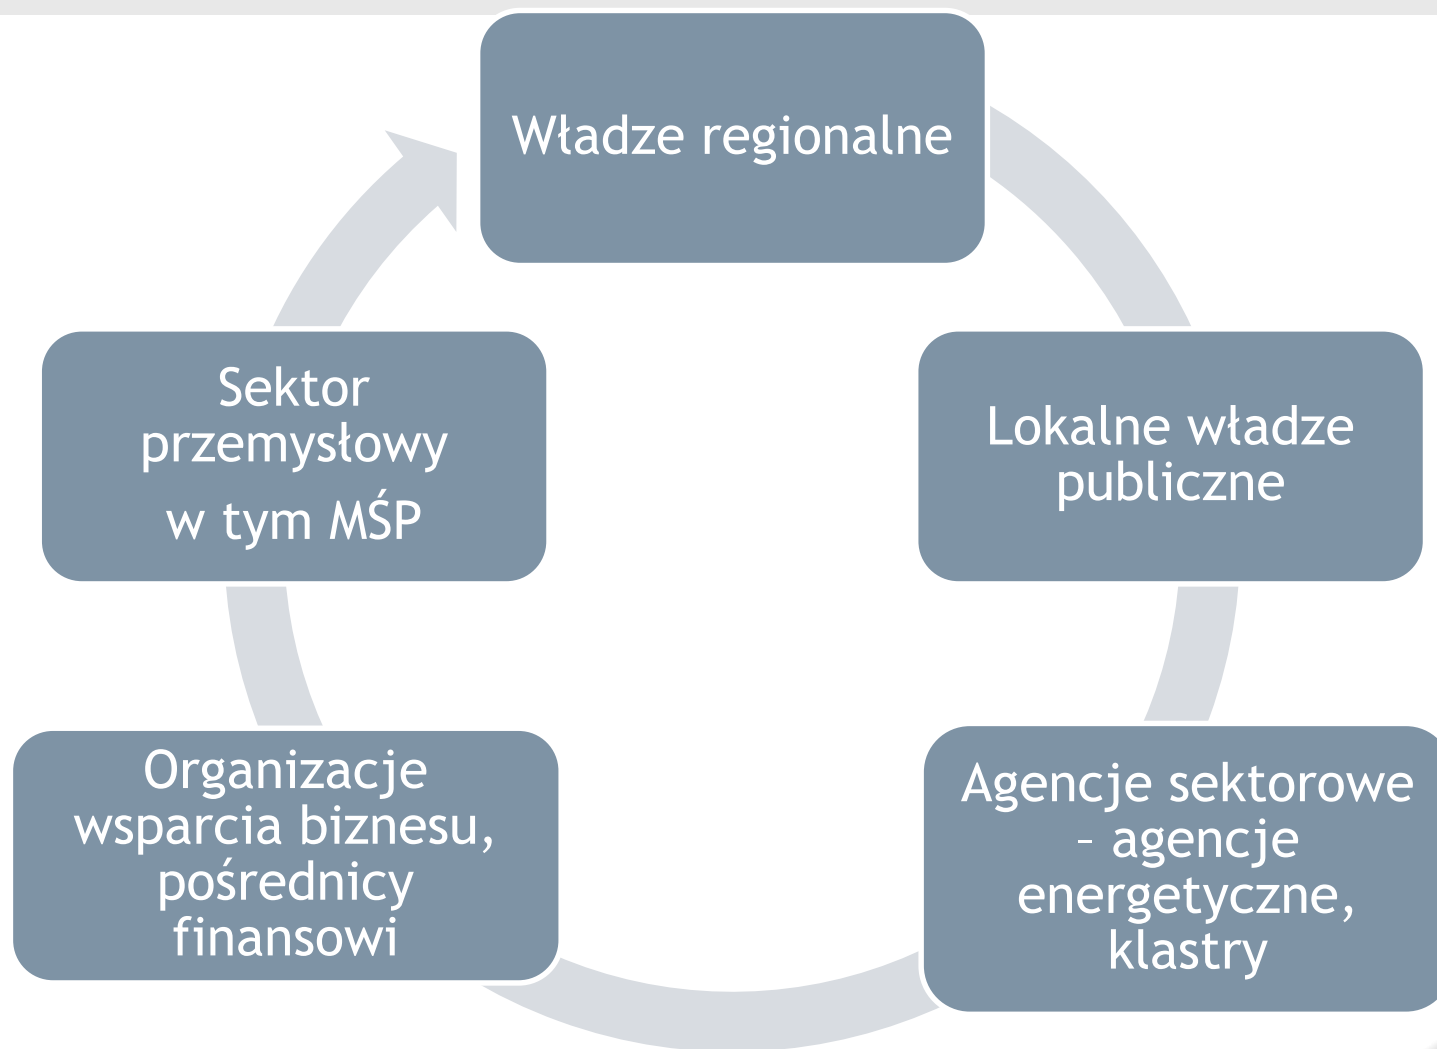 Władze regionalne
Lokalne władze
publiczne
Agencje sektorowe
– agencje
energetyczne,
klastry
Organizacje
wsparcia biznesu,
pośrednicy
finansowi
Sektor
przemysłowy
w tym MŚP